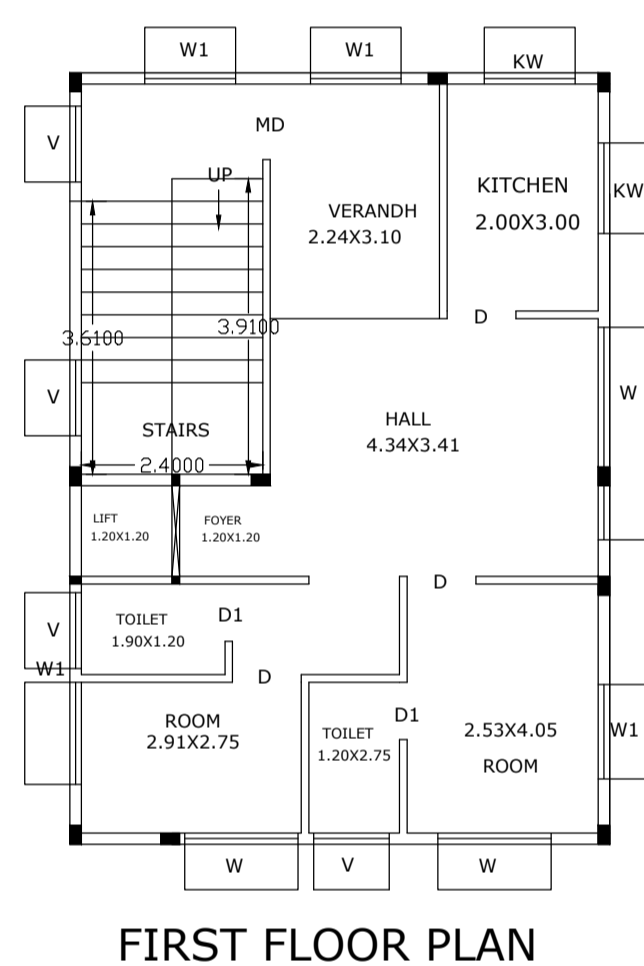 W1
W1
KW
V
MD
UP
KITCHEN
2.00X3.00
KW
VERANDH
2.24X3.10
D
3.6100
3.9100
V
W
STAIRS
HALL
4.34X3.41
2.4000
LIFT
1.20X1.20
FOYER
1.20X1.20
D
V
TOILET
1.90X1.20
D1
W1
D
ROOM
2.91X2.75
TOILET
1.20X2.75
D1
2.53X4.05
ROOM
W1
W
V
W
FIRST FLOOR PLAN